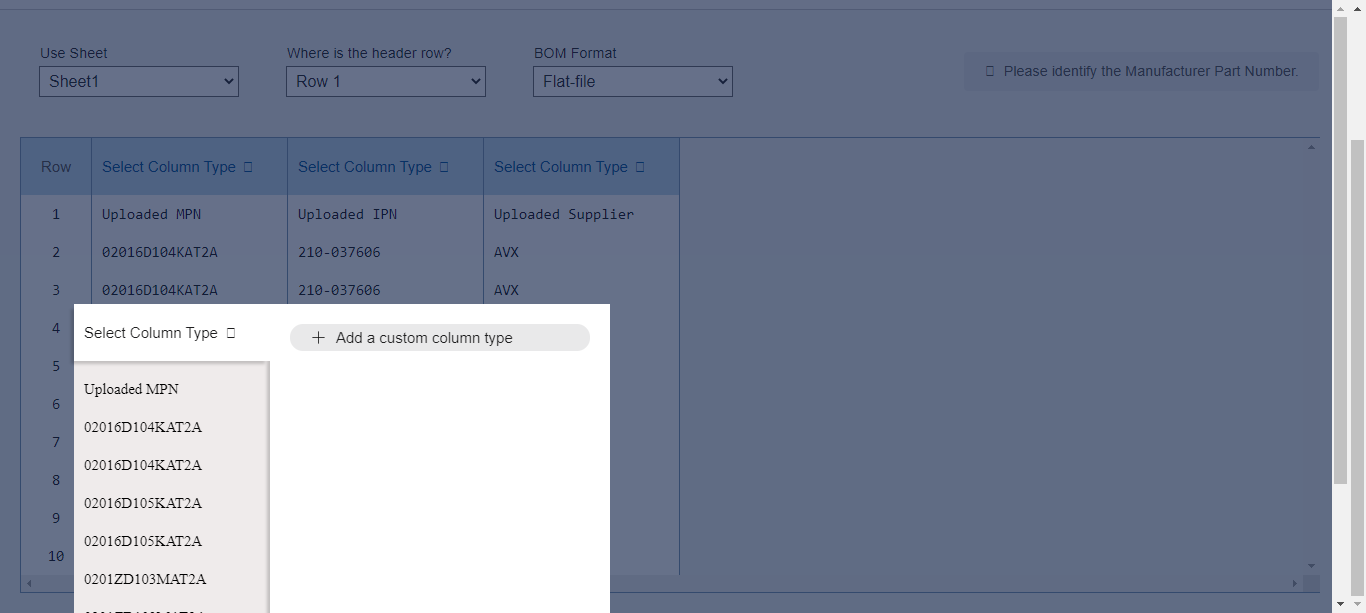 Use Sheet Where is the header row? BOM Format
Sheet1 Row 1 Flat-file Please identify the Manufacturer Part Number.
Row Select Column Type Select Column Type Select Column Type
1 Uploaded MPN Uploaded IPN Uploaded Supplier
2 02016D104KAT2A 210-037606 AVX
3 02016D104KAT2A 210-037606 AVX
4
5
6
7
8
9
10
Select Column Type
Add a custom column type
Uploaded MPN
02016D104KAT2A
02016D104KAT2A
02016D105KAT2A
02016D105KAT2A
0201ZD103MAT2A